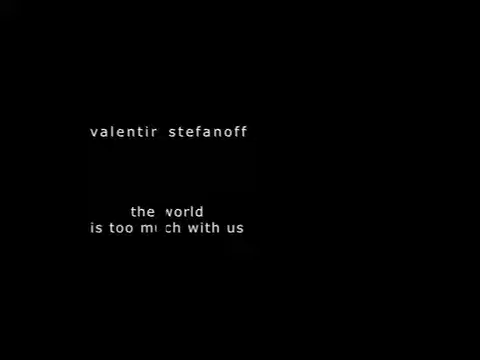 valentin stefanoff
the world
is too much with us